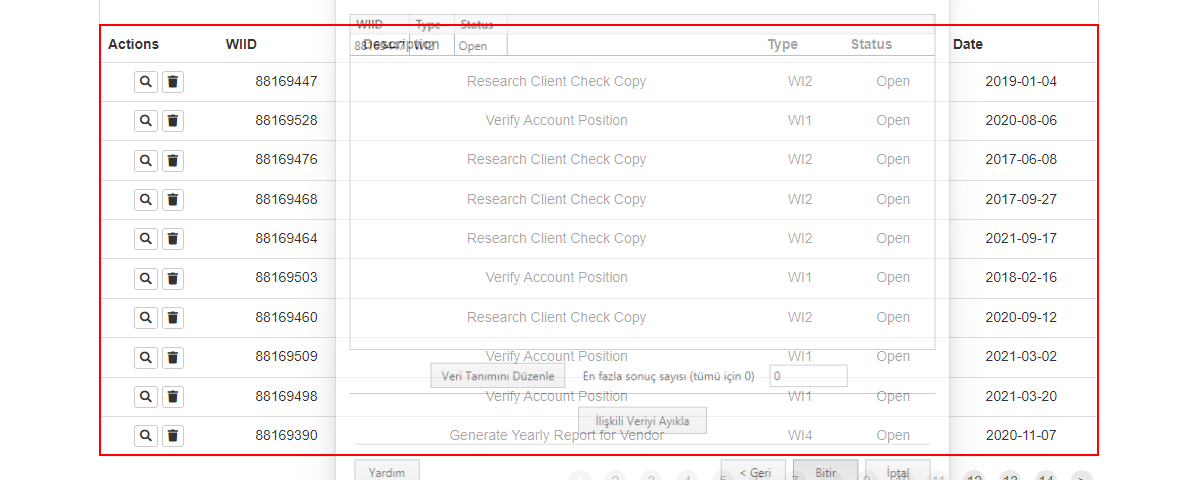 WIID Type Status
Actions WIID Description Type Status Date
88169447 WI2 Open
88169447 Research Client Check Copy WI2 Open 2019-01-04
88169528 Verify Account Position WI1 Open 2020-08-06
88169476 Research Client Check Copy WI2 Open 2017-06-08
88169468 Research Client Check Copy WI2 Open 2017-09-27
88169464 Research Client Check Copy WI2 Open 2021-09-17
88169503 Verify Account Position WI1 Open 2018-02-16
88169460 Research Client Check Copy WI2 Open 2020-09-12
88169509 Verify Account Position WI1 Open 2021-03-02
Veri Tanımını Düzenle En fazla sonuç sayısı (tümü için 0) 0
88169498 Verify Account Position WI1 Open 2021-03-20
İlişkili Veriyi Ayıkla
88169390 Generate Yearly Report for Vendor WI4 Open 2020-11-07
Yardım < Geri Bitir İptal
1 2 3 4 5 6 7 8 9 10 11 12 13 14 >